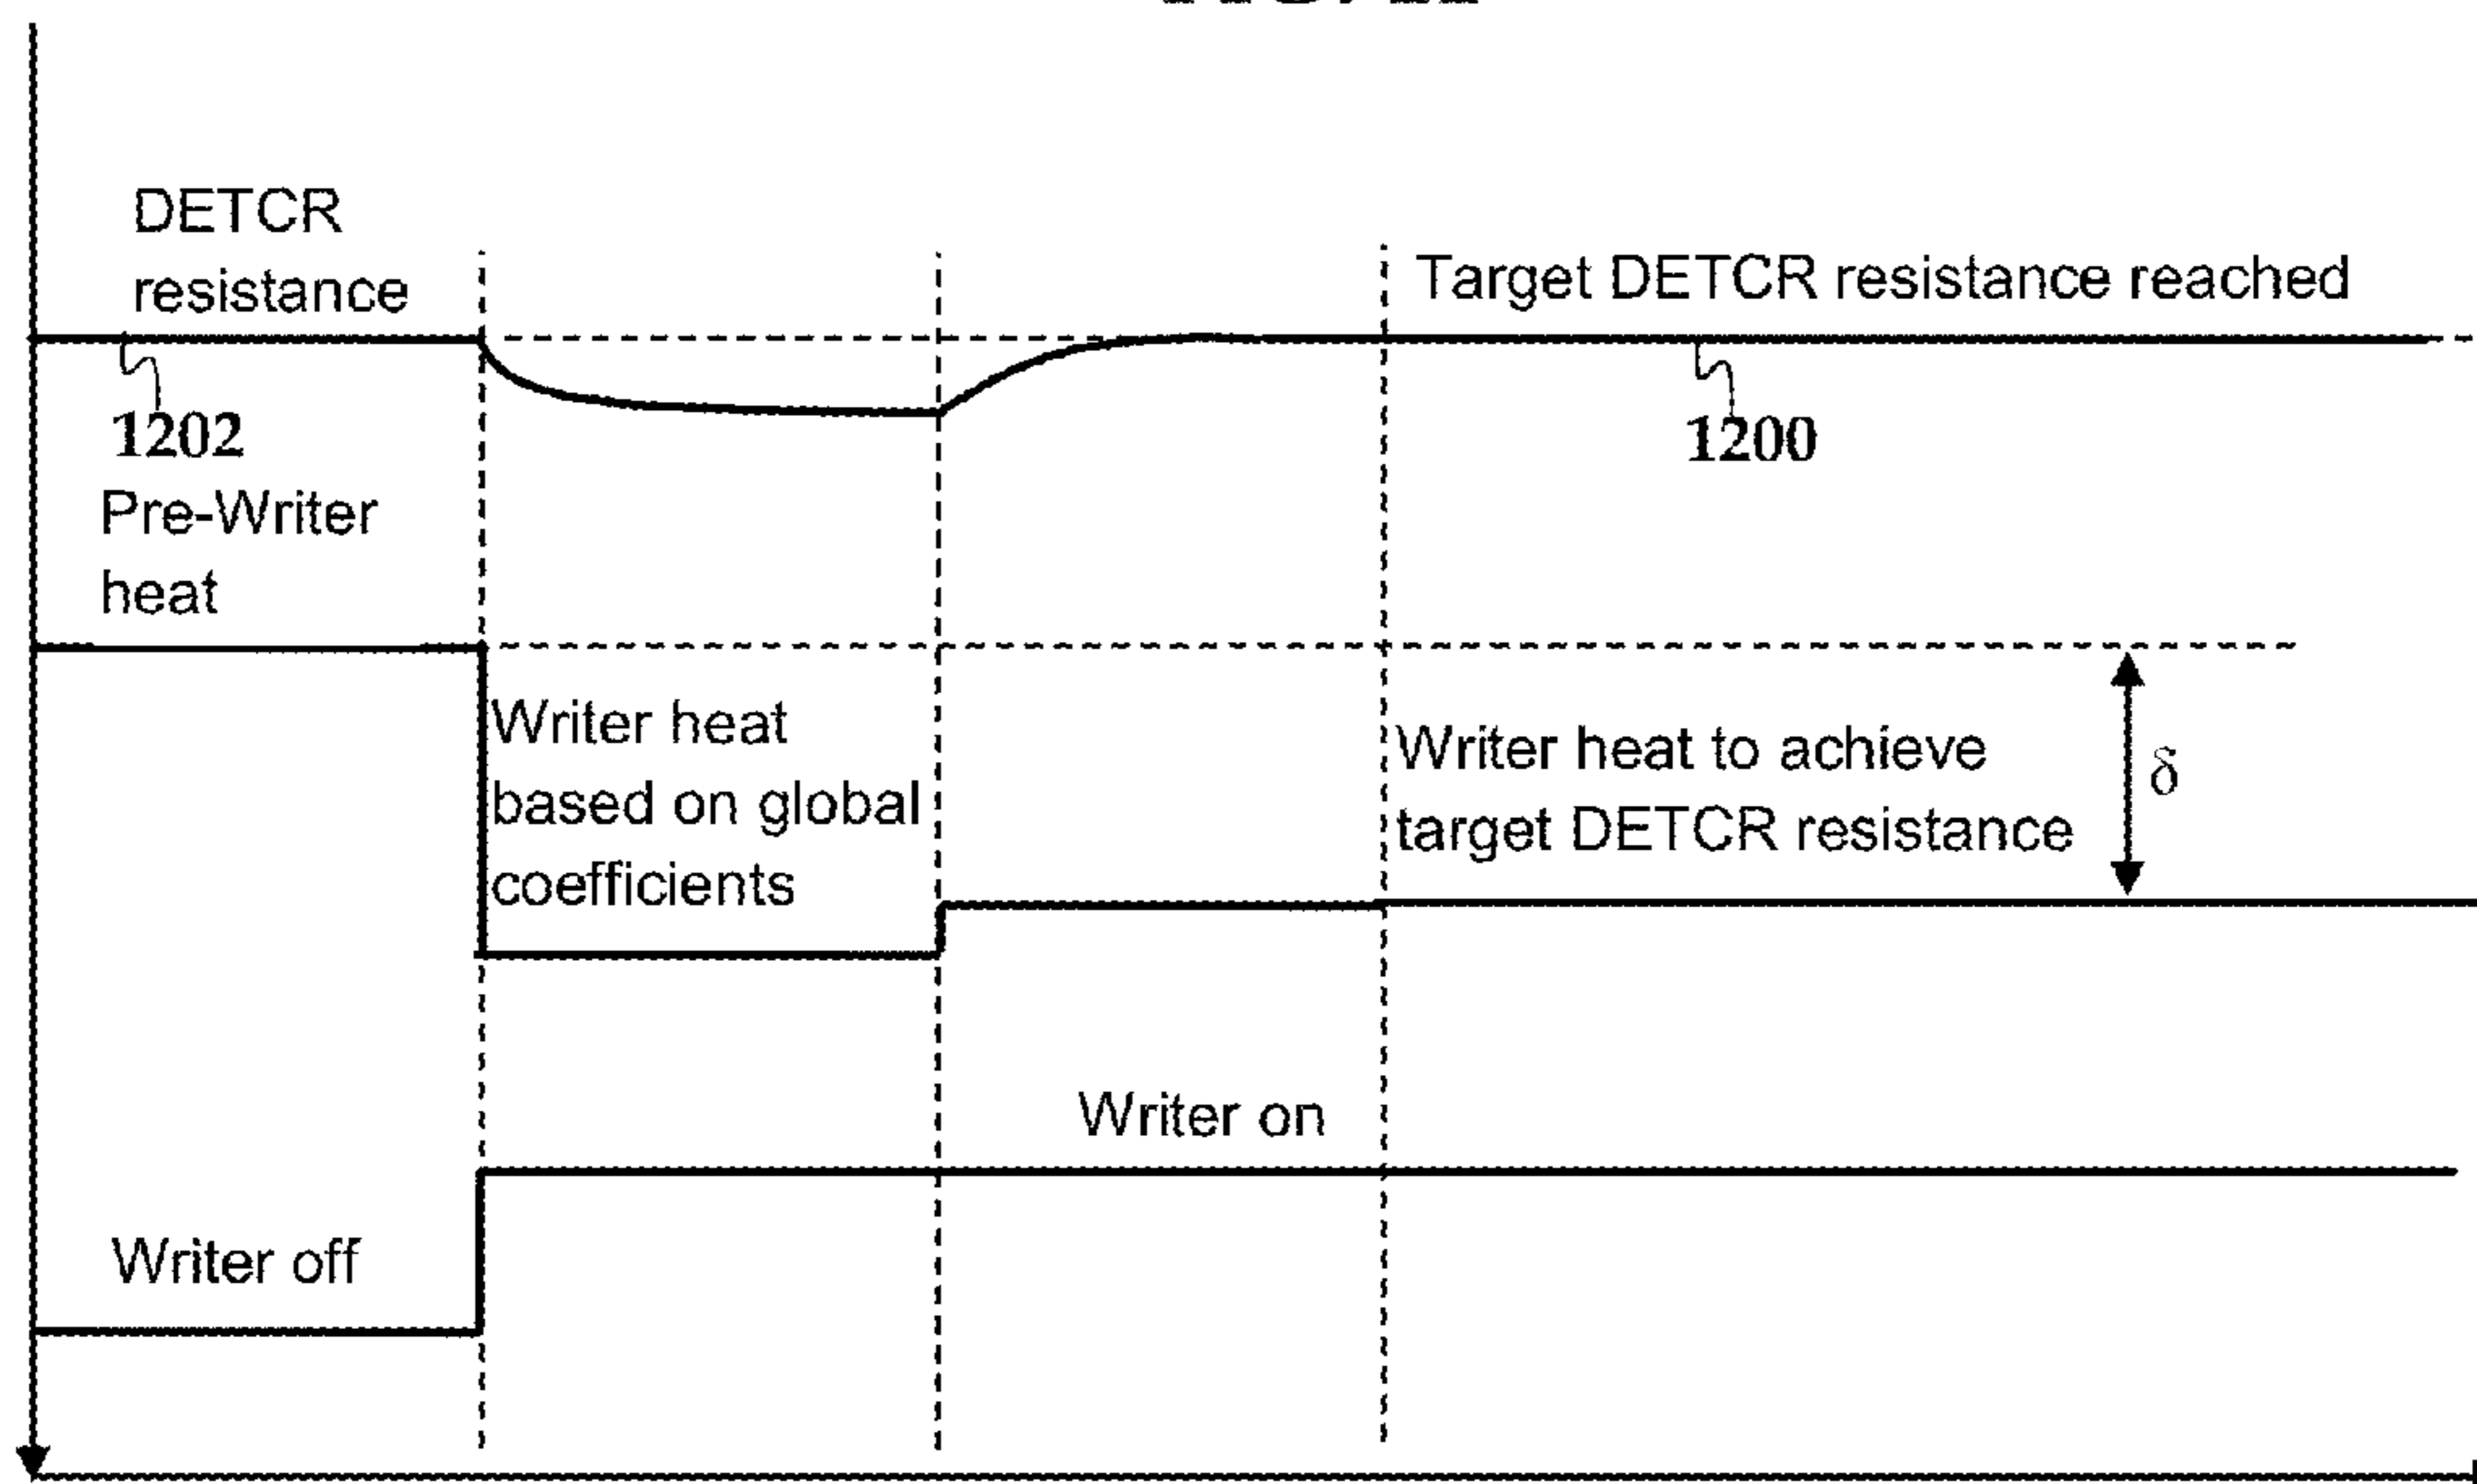 DETCR
resistance
Target DETCR resistance reached
1202
1200
Pre-Writer
heat
Writer heat
based on global
coefficients
Writer heat to achieve
target DETCR resistance
δ
Writer on
Writer off